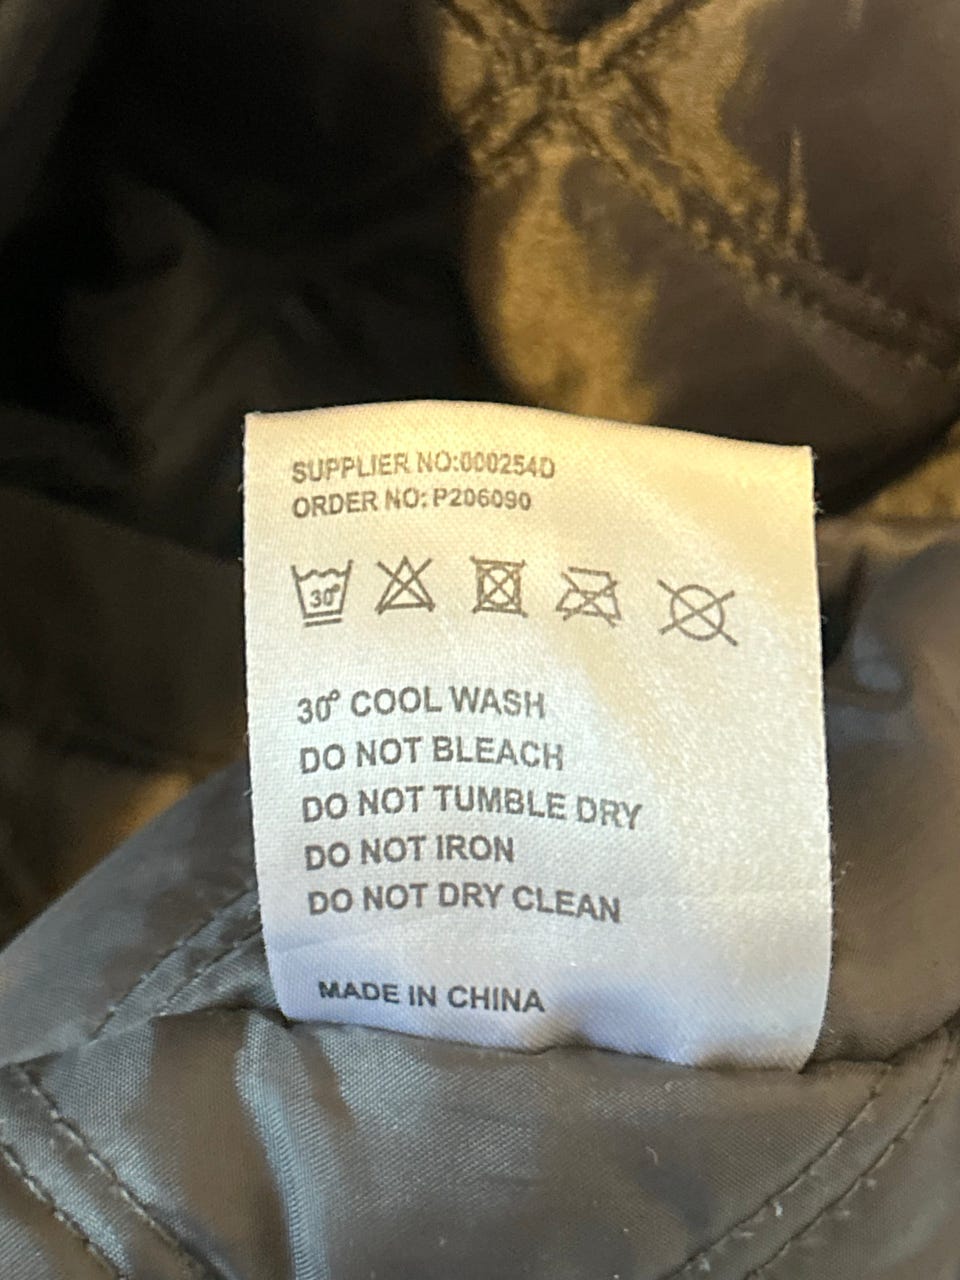 SUPPLIER NO:000254D
ORDER NO: P206090
30°
30° COOL WASH
DO NOT BLEACH
DO NOT TUMBLE DRY
DO NOT IRON
DO NOT DRY CLEAN
MADE IN CHINA